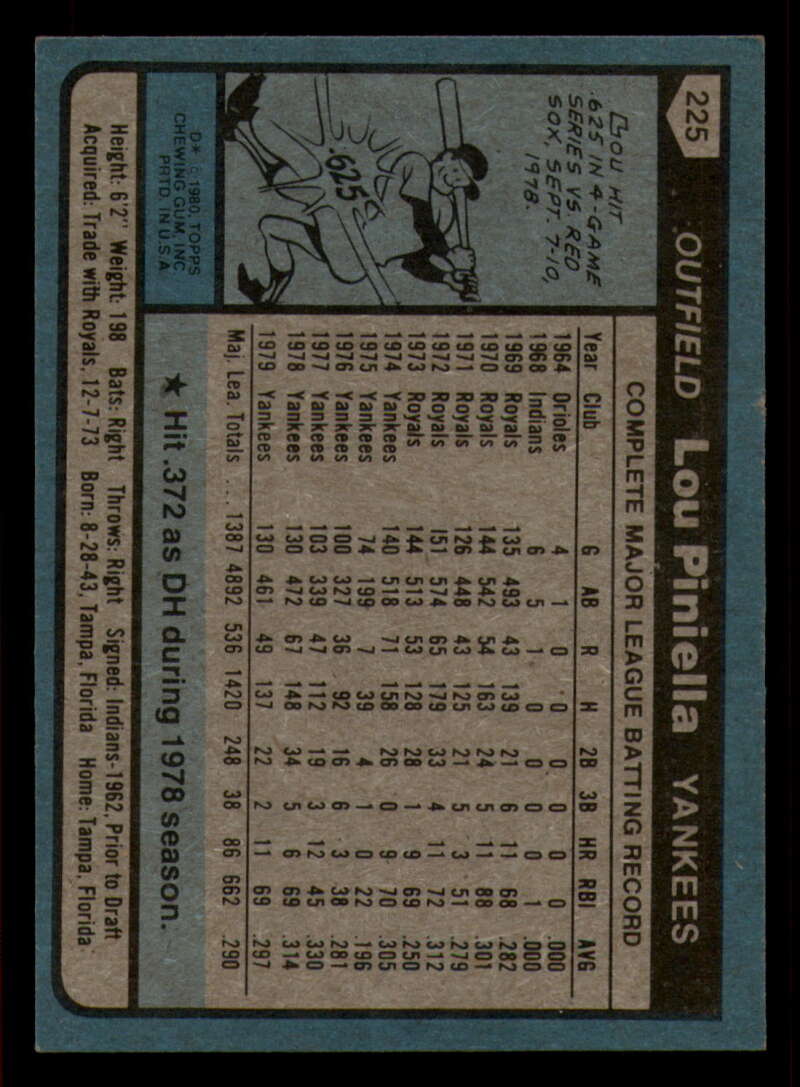 225
OUTFIELD Lou Piniella YANKEES
LOU HIT
.625 IN 4-GAME
SERIES VS. RED
SOX, SEPT. 7-10,
1978.
.625
D* © 1980, TOPPS
CHEWING GUM, INC.
PRTD. IN U.S.A.
COMPLETE MAJOR LEAGUE BATTING RECORD
Year Club G AB R H 2B 3B HR RBI AVG
1964 Orioles 4 1 0 0 0 0 0 0 .000
1968 Indians 6 5 1 0 0 0 0 1 .000
1969 Royals 135 493 43 139 21 6 11 68 .282
1970 Royals 144 542 54 163 24 5 11 88 .301
1971 Royals 126 448 43 125 21 5 3 51 .279
1972 Royals 151 574 65 179 33 4 11 72 .312
1973 Royals 144 513 53 128 28 1 9 69 .250
1974 Yankees 140 518 71 158 26 0 9 70 .305
1975 Yankees 74 199 7 39 4 1 0 22 .196
1976 Yankees 100 327 36 92 16 6 3 38 .281
1977 Yankees 103 339 47 112 19 3 12 45 .330
1978 Yankees 130 472 67 148 34 5 6 69 .314
1979 Yankees 130 461 49 137 22 2 11 69 .297
Maj. Lea. Totals ... 1387 4892 536 1420 248 38 86 662 .290
★ Hit .372 as DH during 1978 season.
Height: 6'2" Weight: 198 Bats: Right Throws: Right Signed: Indians-1962, Prior to Draft
Acquired: Trade with Royals, 12-7-73 Born: 8-28-43, Tampa, Florida Home: Tampa, Florida